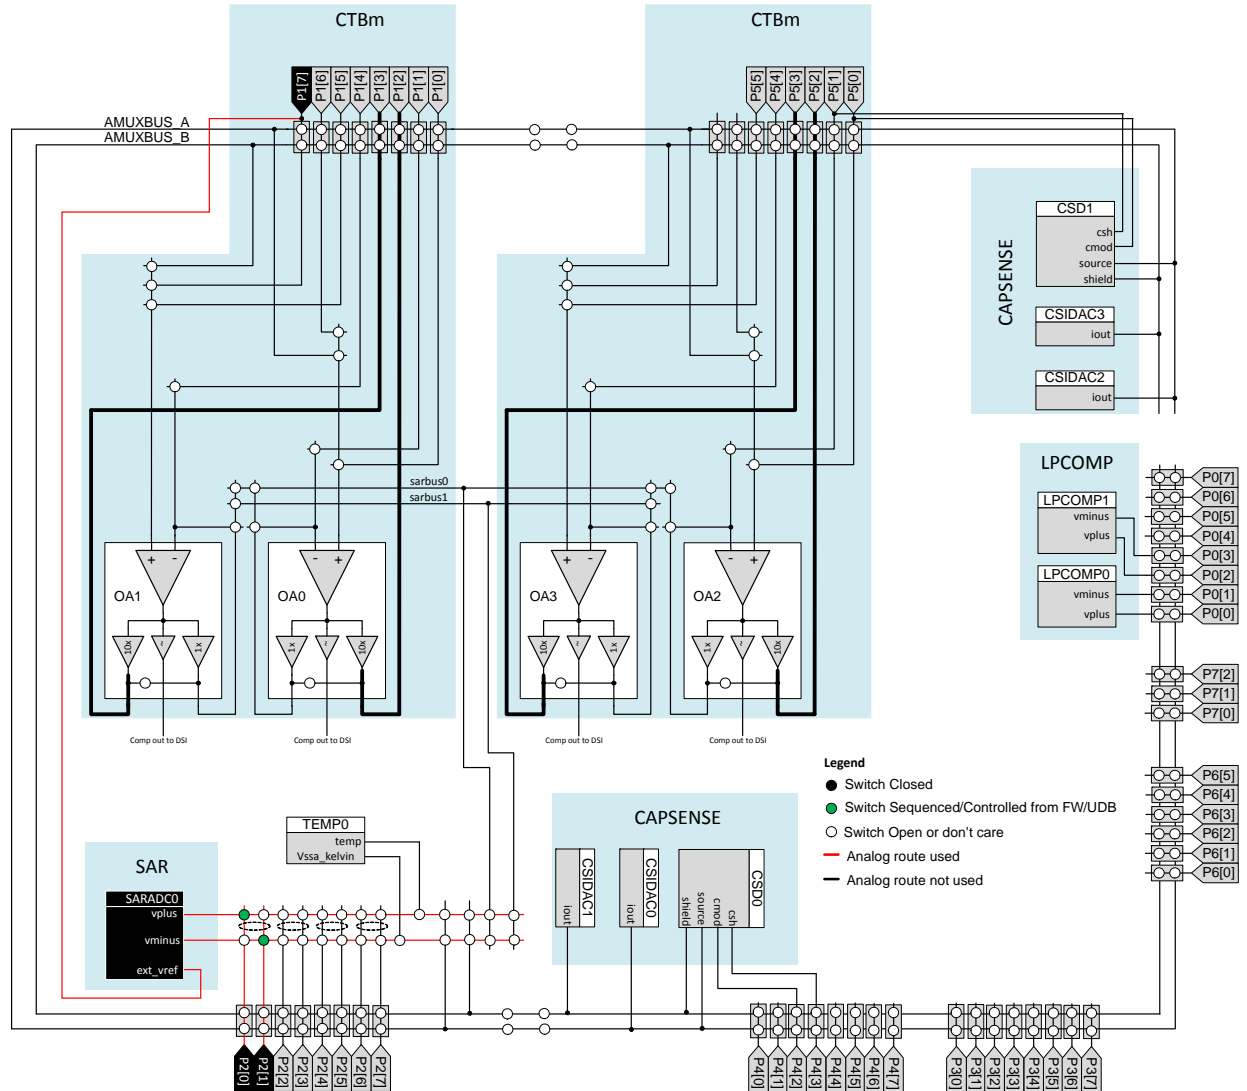 CTBm
CTBm
P1[7]
P1[6]
P1[5]
P1[4]
P1[3]
P1[2]
P1[1]
P1[0]
P5[5]
P5[4]
P5[3]
P5[2]
P5[1]
P5[0]
AMUXBUS_A
AMUXBUS_B
CAPSENSE
CSD1
csh
cmod
source
shield
CSIDAC3
iout
CSIDAC2
iout
sarbus0
sarbus1
LPCOMP
LPCOMP1
vminus
vplus
LPCOMP0
vminus
vplus
P0[7]
P0[6]
P0[5]
P0[4]
P0[3]
P0[2]
P0[1]
P0[0]
+ -
- +
+ -
- +
OA1
OA0
OA3
OA2
10x
~
1x
1x
~
10x
10x
~
1x
1x
~
10x
P7[2]
P7[1]
P7[0]
Comp out to DSI
Comp out to DSI
Comp out to DSI
Comp out to DSI
Legend
Switch Closed
Switch Sequenced/Controlled from FW/UDB
Switch Open or don't care
Analog route used
Analog route not used
P6[5]
P6[4]
P6[3]
P6[2]
P6[1]
P6[0]
TEMP0
temp
Vssa_kelvin
SAR
SARADC0
vplus
vminus
ext_vref
CAPSENSE
CSIDAC1
iout
CSIDAC0
iout
CSD0
shield
source
cmod
csh
P2[0]
P2[1]
P2[2]
P2[3]
P2[4]
P2[5]
P2[6]
P2[7]
P4[0]
P4[1]
P4[2]
P4[3]
P4[4]
P4[5]
P4[6]
P4[7]
P3[0]
P3[1]
P3[2]
P3[3]
P3[4]
P3[5]
P3[6]
P3[7]